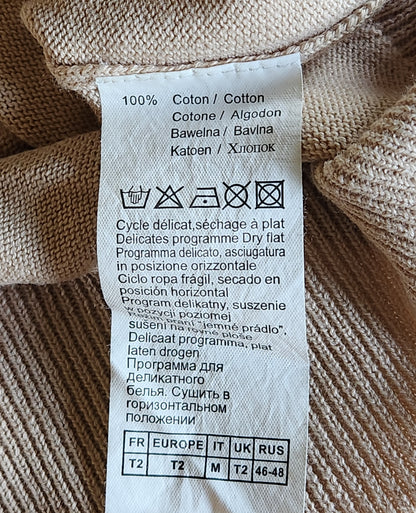 100% Coton / Cotton
Cotone / Algodon
Bawełna / Bavlna
Katoen / Хлопок
Cycle délicat,séchage à plat
Delicates programme Dry flat
Programma delicato, asciugatura
in posizione orizzontale
Ciclo ropa frágil, secado en
posición horizontal
Program delikatny, suszenie
w pozycji poziomej
Režim praní "jemné prádlo",
sušení na rovné ploše
Delicaat programma, plat
laten drogen
Программа для
деликатного
белья. Сушить в
горизонтальном
положении
FR EUROPE IT UK RUS
T2 T2 M T2 46-48